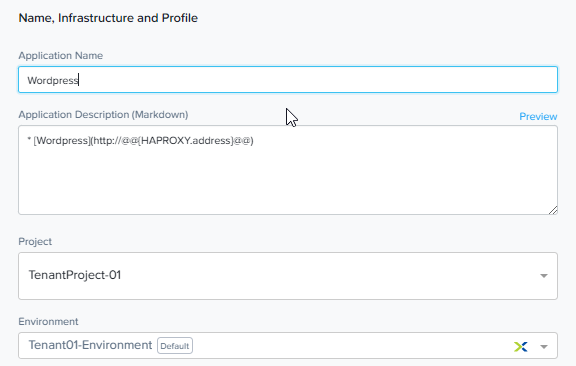 Name, Infrastructure and Profile
Application Name
Wordpress
Application Description (Markdown)
Preview
* [Wordpress](http://@@{HAPROXY.address}@@)
Project
TenantProject-01
Environment
Tenant01-Environment Default